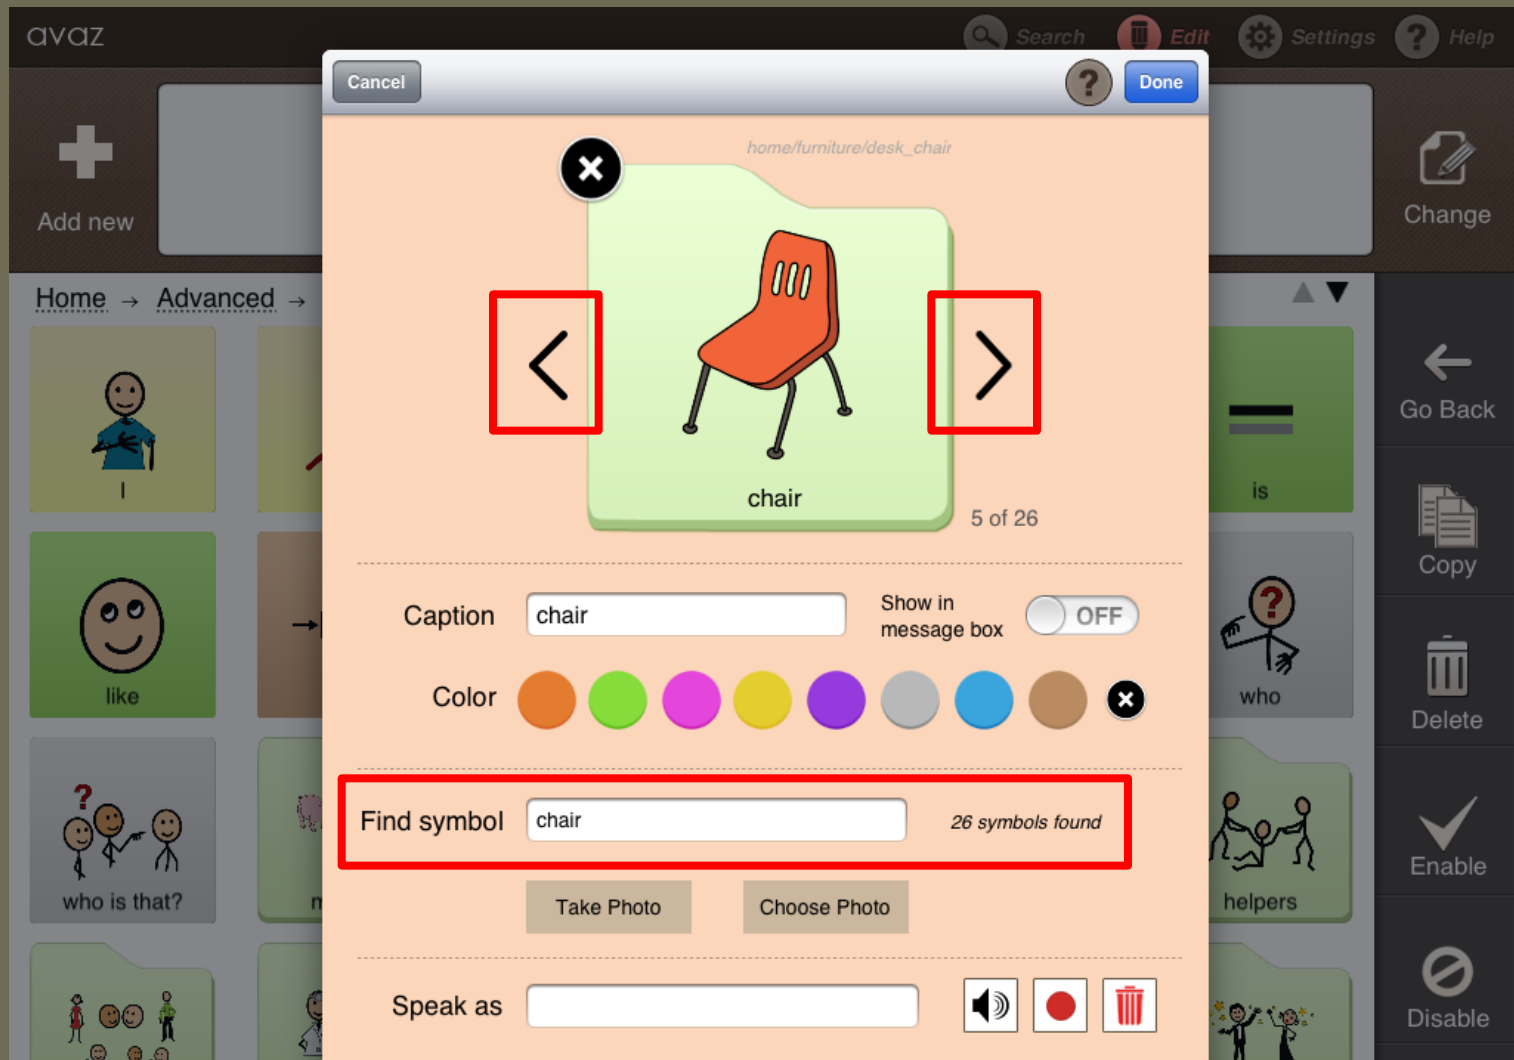 avaz
Search
Edit
Settings
? Help
Cancel
?
Done
Add new
Change
home/furniture/desk_chair
Home → Advanced →
chair
5 of 26
I
is
Go Back
Copy
Caption
chair
Show in
message box
OFF
like
who
Color
Delete
Find symbol
chair
26 symbols found
?
?
who is that?
m
helpers
Enable
Take Photo
Choose Photo
Speak as
Disable